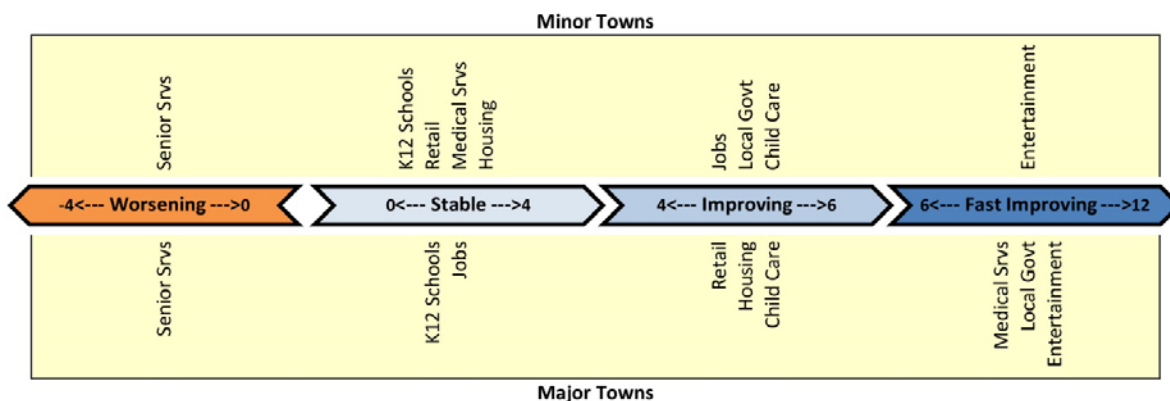 Minor Towns
Senior Srvs
K12 Schools
Retail
Medical Srvs
Housing
Jobs
Local Govt
Child Care
Entertainment
-4<--- Worsening --->0
0<--- Stable --->4
4<--- Improving --->6
6<--- Fast Improving --->12
Senior Srvs
K12 Schools
Jobs
Retail
Housing
Child Care
Medical Srvs
Local Govt
Entertainment
Major Towns